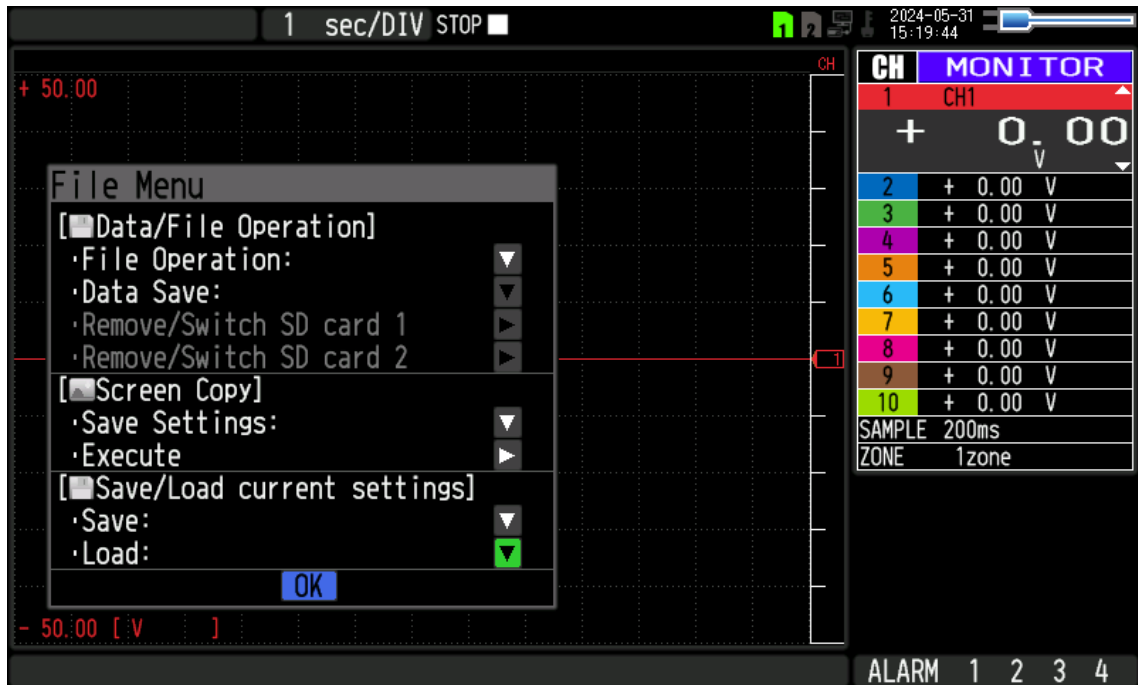 1 sec/DIV STOP
1 2
2024-05-31
15:19:44
CH
+ 50.00
File Menu
[Data/File Operation]
·File Operation:
·Data Save:
·Remove/Switch SD card 1
·Remove/Switch SD card 2
[Screen Copy]
·Save Settings:
·Execute
[Save/Load current settings]
·Save:
·Load:
OK
- 50.00 [ V ]
1
CH MONITOR
1 CH1
+ 0.00
V
2 + 0.00 V
3 + 0.00 V
4 + 0.00 V
5 + 0.00 V
6 + 0.00 V
7 + 0.00 V
8 + 0.00 V
9 + 0.00 V
10 + 0.00 V
SAMPLE 200ms
ZONE 1zone
ALARM 1 2 3 4